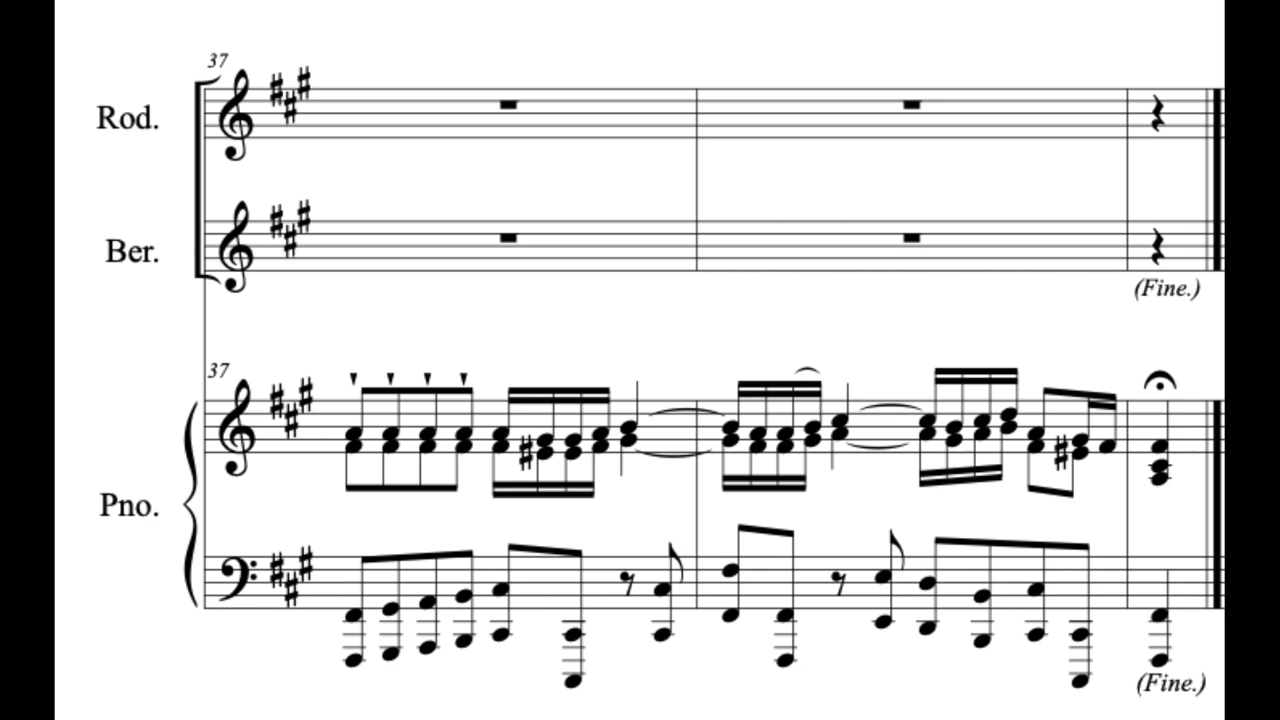 37
Rod.
Ber.
(Fine.)
37
Pno.
(Fine.)